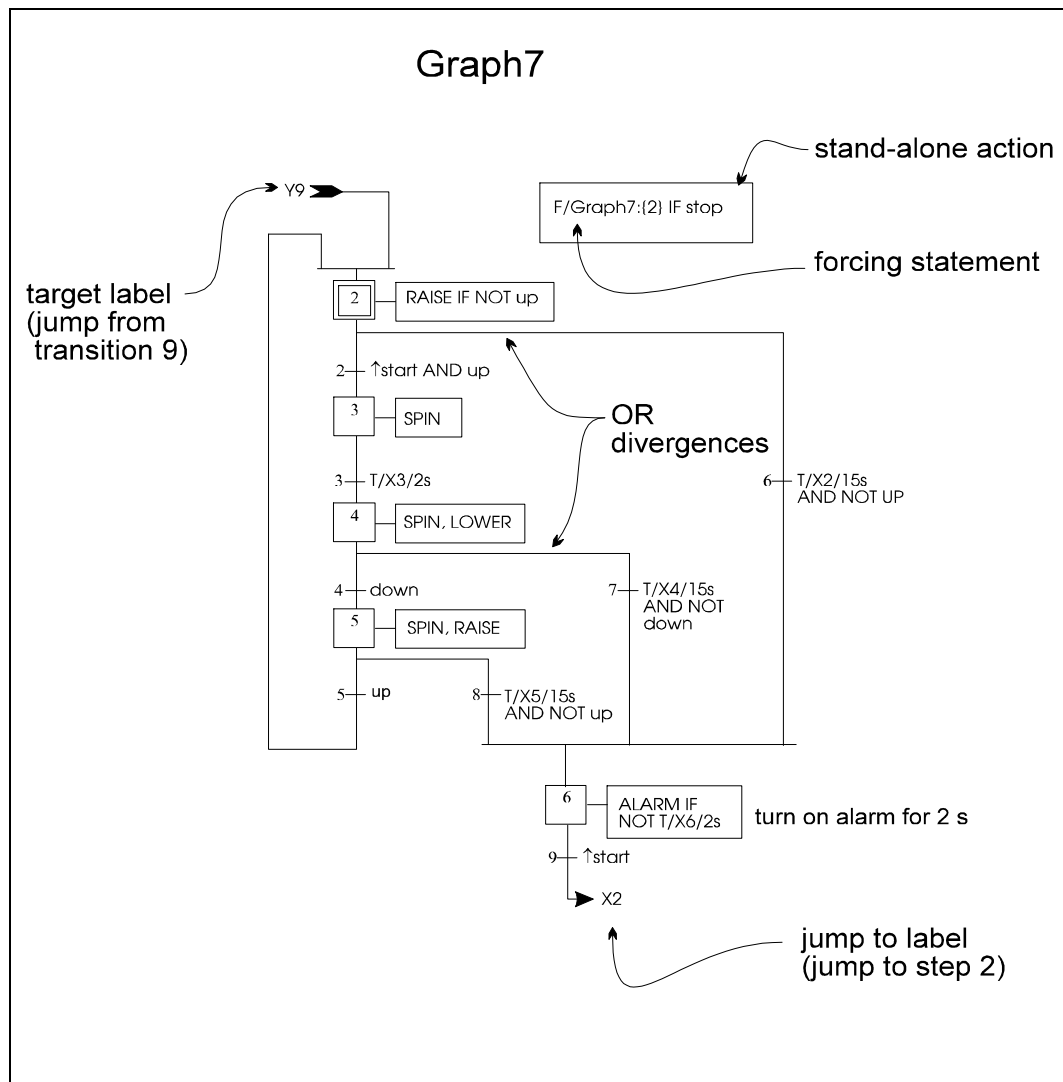 Graph7
stand-alone action
Y9
F/Graph7:{2} IF stop
forcing statement
target label
(jump from
transition 9)
2
RAISE IF NOT up
2
↑start AND up
3
SPIN
OR
divergences
3
T/X3/2s
6
T/X2/15s
AND NOT UP
4
SPIN, LOWER
4
down
7
T/X4/15s
AND NOT
down
5
SPIN, RAISE
5
up
8
T/X5/15s
AND NOT up
6
ALARM IF
NOT T/X6/2s
turn on alarm for 2 s
9
↑start
X2
jump to label
(jump to step 2)